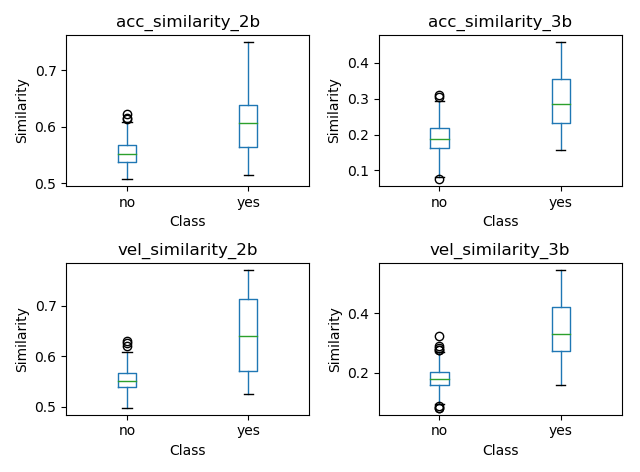 acc_similarity_2b
0.7
0.6
0.5
Similarity
no
yes
Class
acc_similarity_3b
0.4
0.3
0.2
0.1
Similarity
no
yes
Class
vel_similarity_2b
0.7
0.6
0.5
Similarity
no
yes
Class
vel_similarity_3b
0.4
0.2
Similarity
no
yes
Class